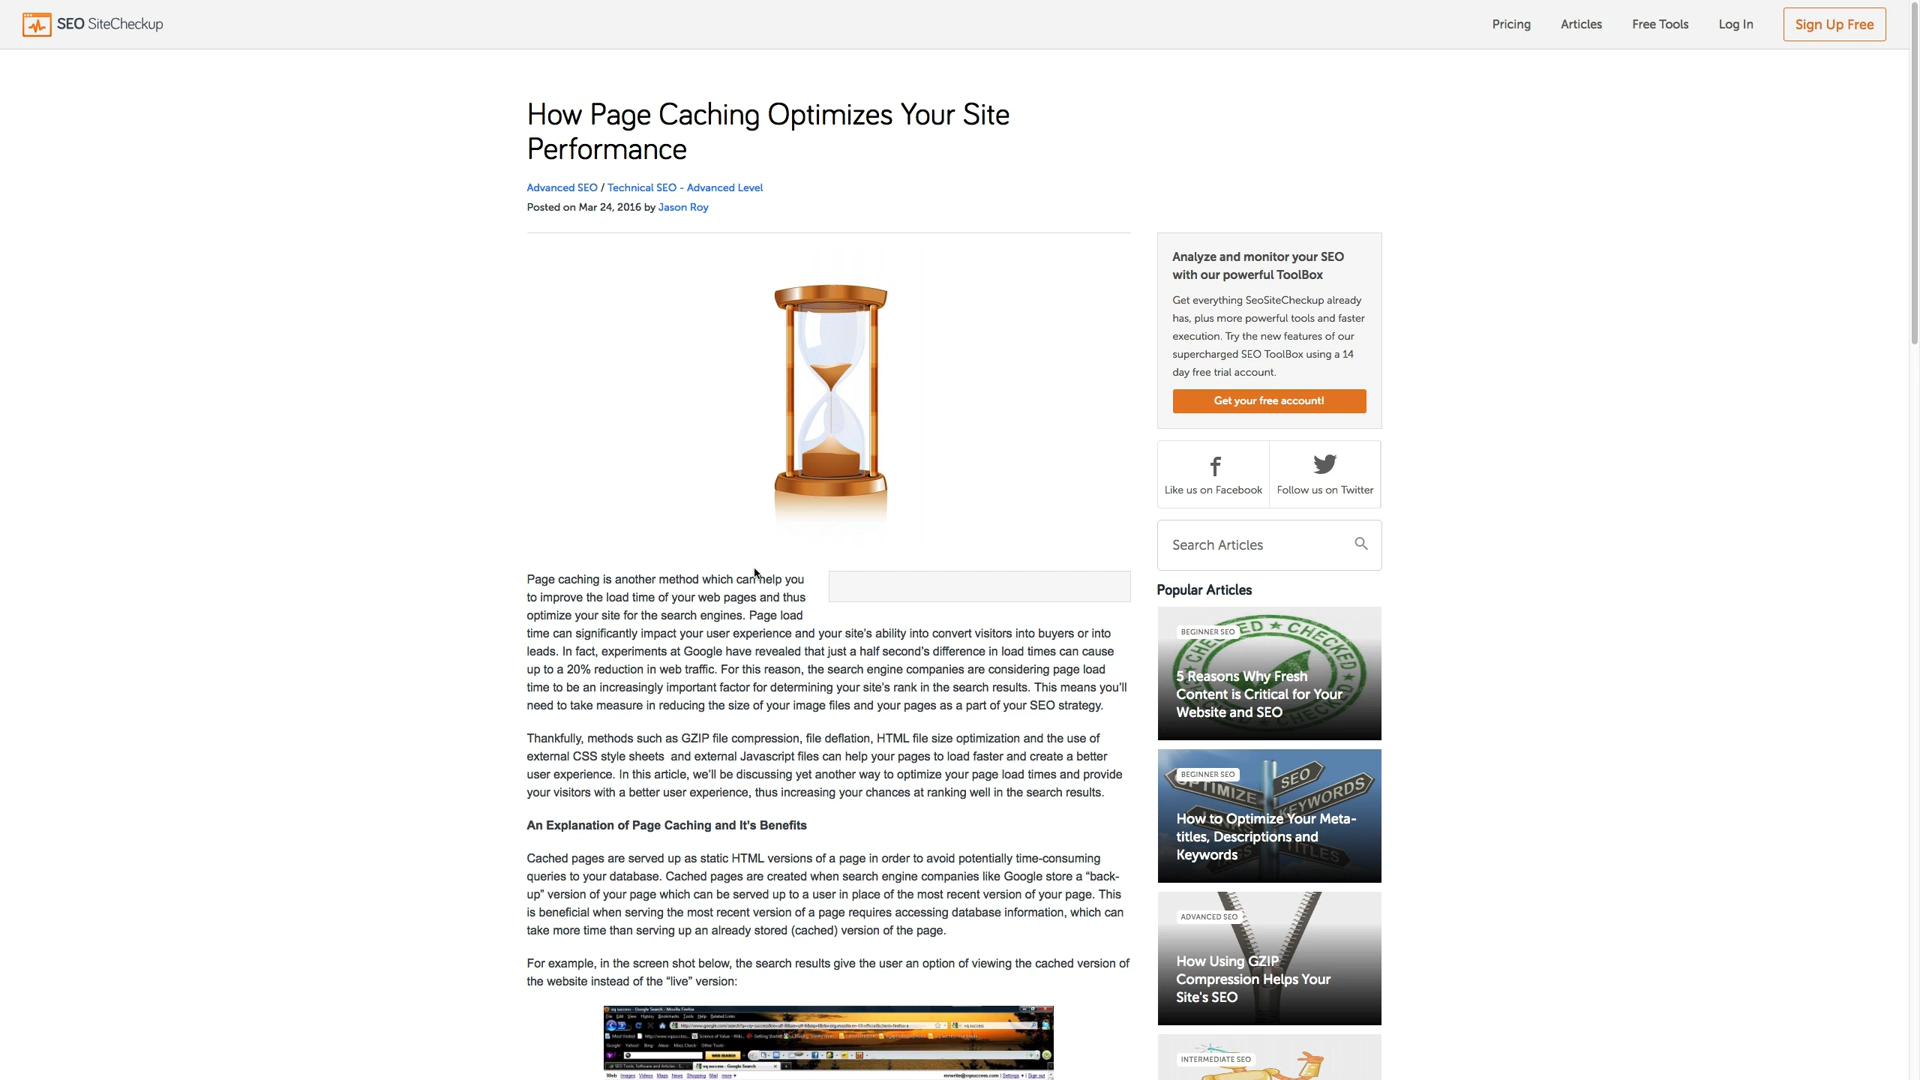 SEO SiteCheckup
Pricing
Articles
Free Tools
Log In
Sign Up Free
How Page Caching Optimizes Your Site
Performance
Advanced SEO / Technical SEO - Advanced Level
Posted on Mar 24, 2016 by Jason Roy
Page caching is another method which can help you
to improve the load time of your web pages and thus
optimize your site for the search engines. Page load
time can significantly impact your user experience and your site's ability into convert visitors into buyers or into
leads. In fact, experiments at Google have revealed that just a half second's difference in load times can cause
up to a 20% reduction in web traffic. For this reason, the search engine companies are considering page load
time to be an increasingly important factor for determining your site's rank in the search results. This means you'll
need to take measure in reducing the size of your image files and your pages as a part of your SEO strategy.
Thankfully, methods such as GZIP file compression, file deflation, HTML file size optimization and the use of
external CSS style sheets and external Javascript files can help your pages to load faster and create a better
user experience. In this article, we'll be discussing yet another way to optimize your page load times and provide
your visitors with a better user experience, thus increasing your chances at ranking well in the search results.
An Explanation of Page Caching and It's Benefits
Cached pages are served up as static HTML versions of a page in order to avoid potentially time-consuming
queries to your database. Cached pages are created when search engine companies like Google store a “back-
up” version of your page which can be served up to a user in place of the most recent version of your page. This
is beneficial when serving the most recent version of a page requires accessing database information, which can
take more time than serving up an already stored (cached) version of the page.
For example, in the screen shot below, the search results give the user an option of viewing the cached version of
the website instead of the “live” version:
Analyze and monitor your SEO
with our powerful ToolBox
Get everything SeoSiteCheckup already
has, plus more powerful tools and faster
execution. Try the new features of our
supercharged SEO ToolBox using a 14
day free trial account.
Get your free account!
Like us on Facebook
Follow us on Twitter
Search Articles
Popular Articles
BEGINNER SEO
CHECKED
5 Reasons Why Fresh
Content is Critical for Your
Website and SEO
BEGINNER SEO
OPTIMIZE
SEO
KEYWORDS
TITLES
How to Optimize Your Meta-
titles, Descriptions and
Keywords
ADVANCED SEO
How Using GZIP
Compression Helps Your
Site's SEO
INTERMEDIATE SEO